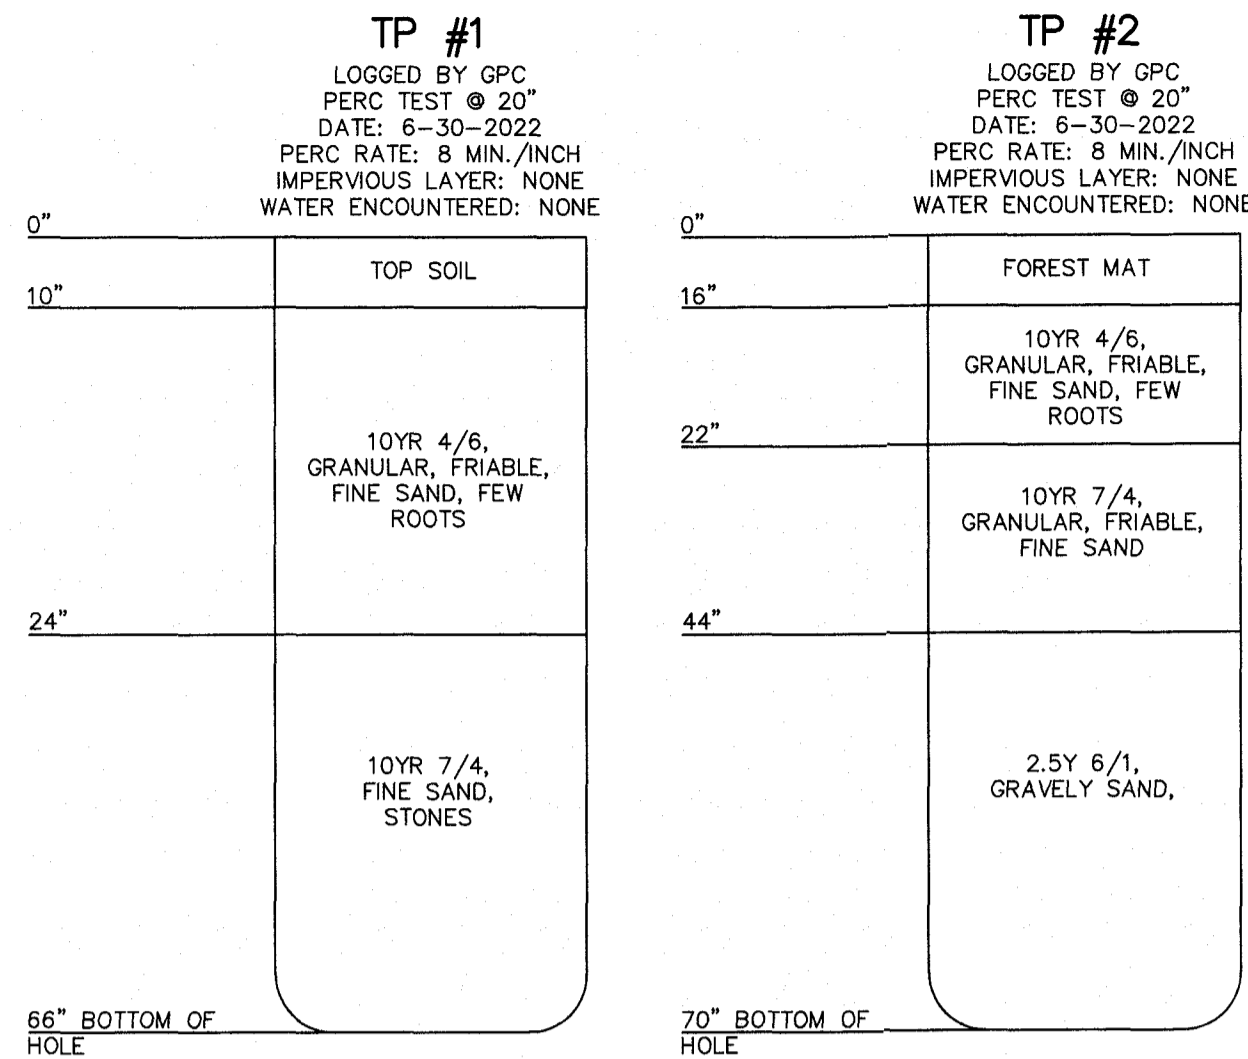 TP #1
LOGGED BY GPC
PERC TEST @ 20"
DATE: 6-30-2022
PERC RATE: 8 MIN./INCH
IMPERVIOUS LAYER: NONE
WATER ENCOUNTERED: NONE
0"
TOP SOIL
10"
10YR 4/6,
GRANULAR, FRIABLE,
FINE SAND, FEW
ROOTS
24"
10YR 7/4,
FINE SAND,
STONES
66" BOTTOM OF
HOLE
TP #2
LOGGED BY GPC
PERC TEST @ 20"
DATE: 6-30-2022
PERC RATE: 8 MIN./INCH
IMPERVIOUS LAYER: NONE
WATER ENCOUNTERED: NONE
0"
FOREST MAT
16"
10YR 4/6,
GRANULAR, FRIABLE,
FINE SAND, FEW
ROOTS
22"
10YR 7/4,
GRANULAR, FRIABLE,
FINE SAND
44"
2.5Y 6/1,
GRAVELY SAND,
70" BOTTOM OF
HOLE